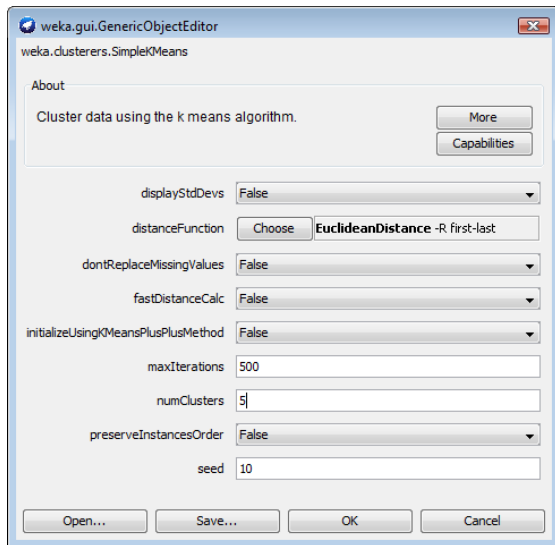 weka.gui.GenericObjectEditor
weka.clusterers.SimpleKMeans
About
Cluster data using the k means algorithm.
More
Capabilities
displayStdDevs False
distanceFunction Choose EuclideanDistance -R first-last
dontReplaceMissingValues False
fastDistanceCalc False
initializeUsingKMeansPlusPlusMethod False
maxIterations 500
numClusters 5
preserveInstancesOrder False
seed 10
Open... Save... OK Cancel